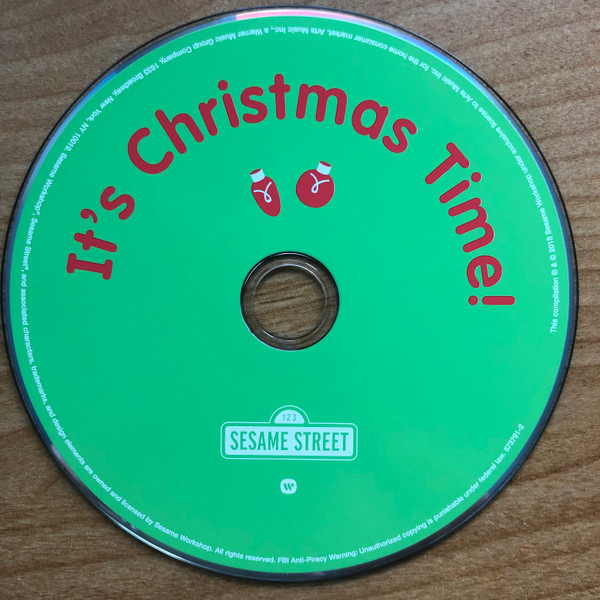 It's Christmas Time!
123
SESAME STREET
This compilation ℗ & © 2018 Sesame Workshop under exclusive license to Arts Music Inc. for the home consumer market. Arts Music Inc., a Warner Music Group Company, 1633 Broadway, New York, NY 10019. Sesame Workshop®, Sesame Street®, and associated characters, trademarks, and design elements are owned and licensed by Sesame Workshop. All rights reserved. FBI Anti-Piracy Warning: Unauthorized copying is punishable under federal law. 573791-2